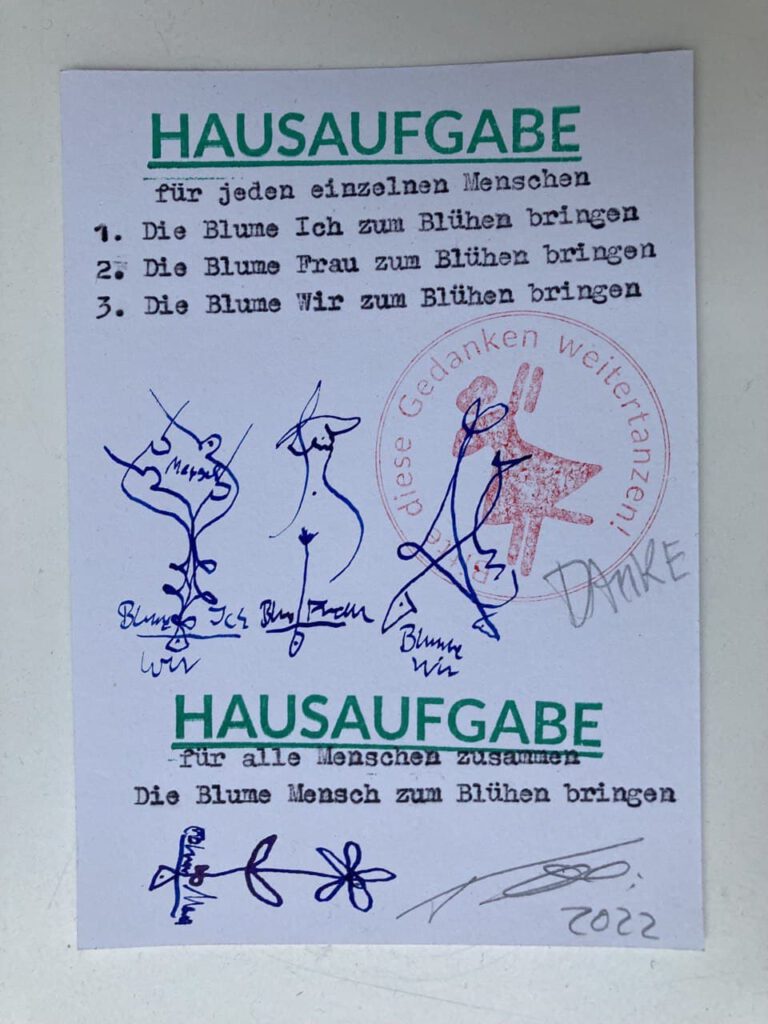 HAUSAUFGABE
für jeden einzelnen Menschen
1. Die Blume Ich zum Blühen bringen
2. Die Blume Frau zum Blühen bringen
3. Die Blume Wir zum Blühen bringen
Bitte diese Gedanken weitertanzen!
DANKE
Mensch
Blume Ich
Wir
Blume Frau
Blume
Wir
HAUSAUFGABE
für alle Menschen zusammen
Die Blume Mensch zum Blühen bringen
2022